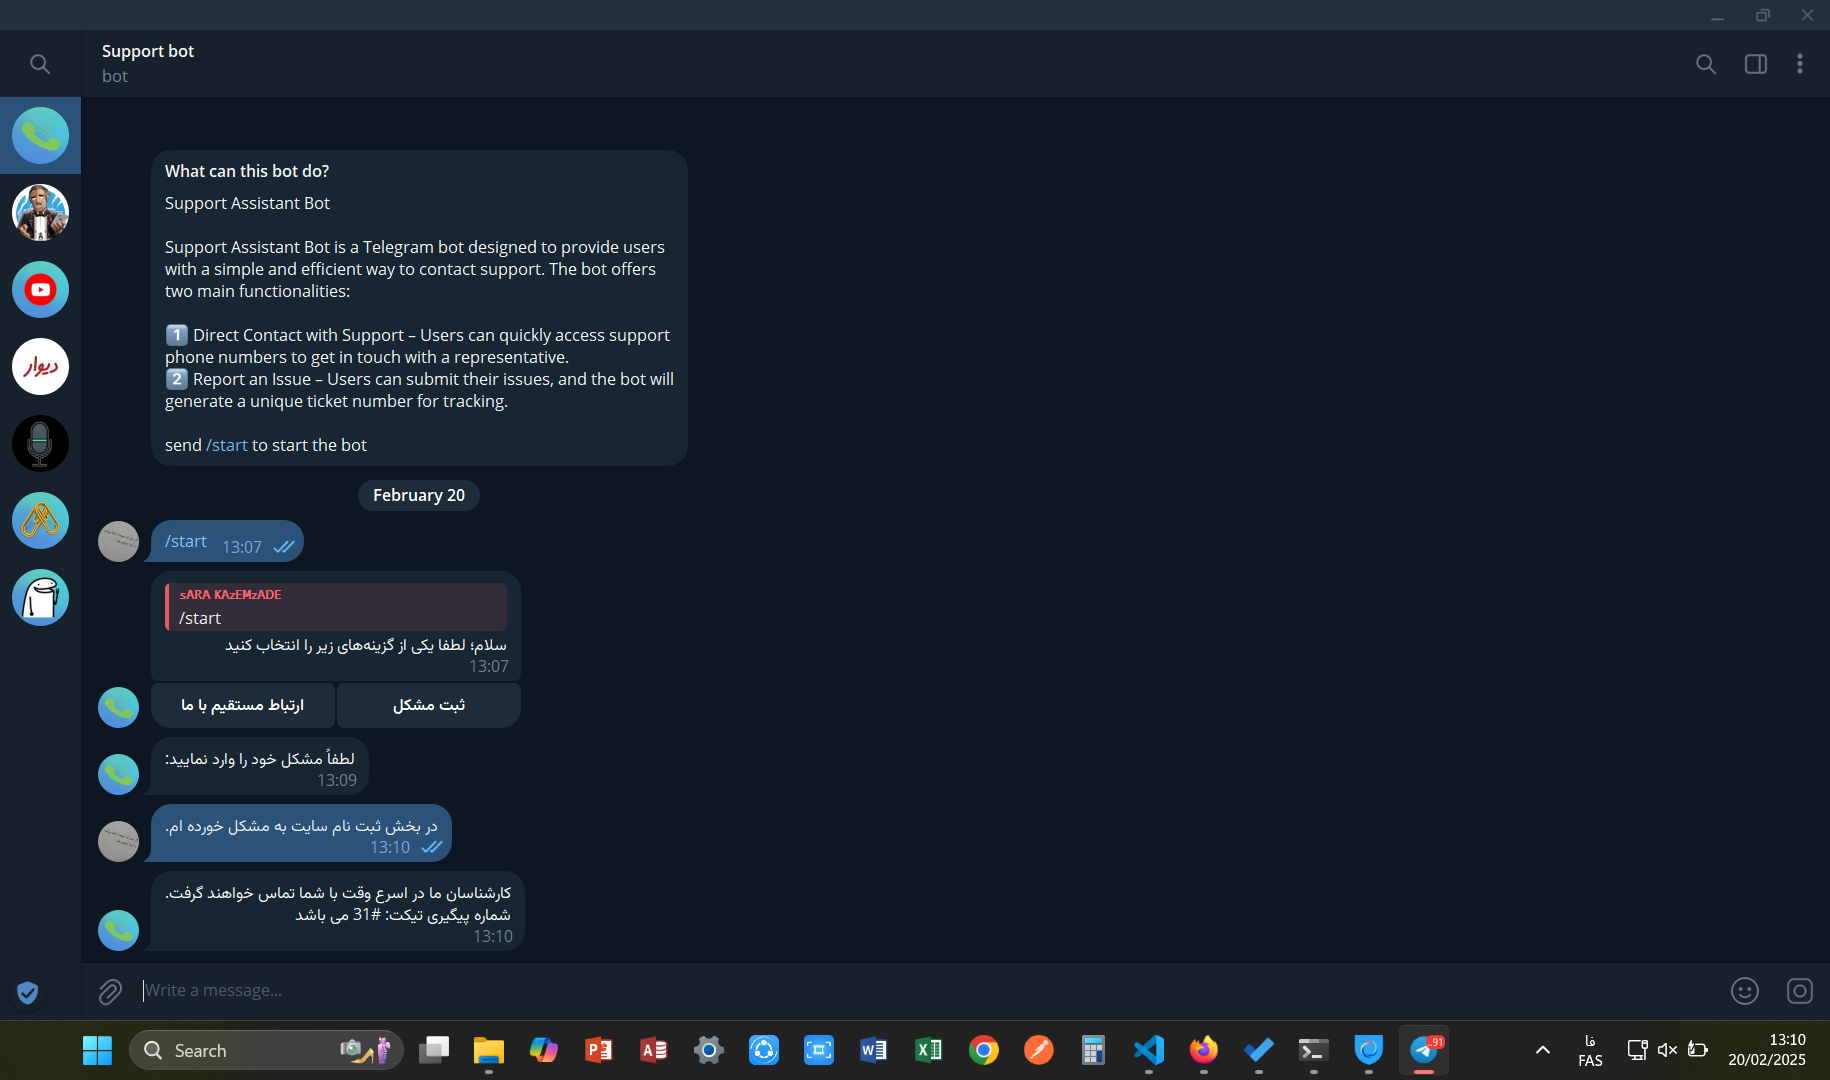 Support bot
bot
دیوار
What can this bot do?
Support Assistant Bot
Support Assistant Bot is a Telegram bot designed to provide users
with a simple and efficient way to contact support. The bot offers
two main functionalities:
1 Direct Contact with Support – Users can quickly access support
phone numbers to get in touch with a representative.
2 Report an Issue – Users can submit their issues, and the bot will
generate a unique ticket number for tracking.
send /start to start the bot
February 20
/start 13:07
sARA KAzEMzADE
/start
سلام؛ لطفا یکی از گزینه‌های زیر را انتخاب کنید
13:07
ثبت مشکل
ارتباط مستقیم با ما
لطفاً مشکل خود را وارد نمایید:
13:09
در بخش ثبت نام سایت به مشکل خورده ام.
13:10
کارشناسان ما در اسرع وقت با شما تماس خواهند گرفت.
شماره پیگیری تیکت: #31 می باشد
13:10
Write a message...
Search
..91
فا
FAS
13:10
20/02/2025